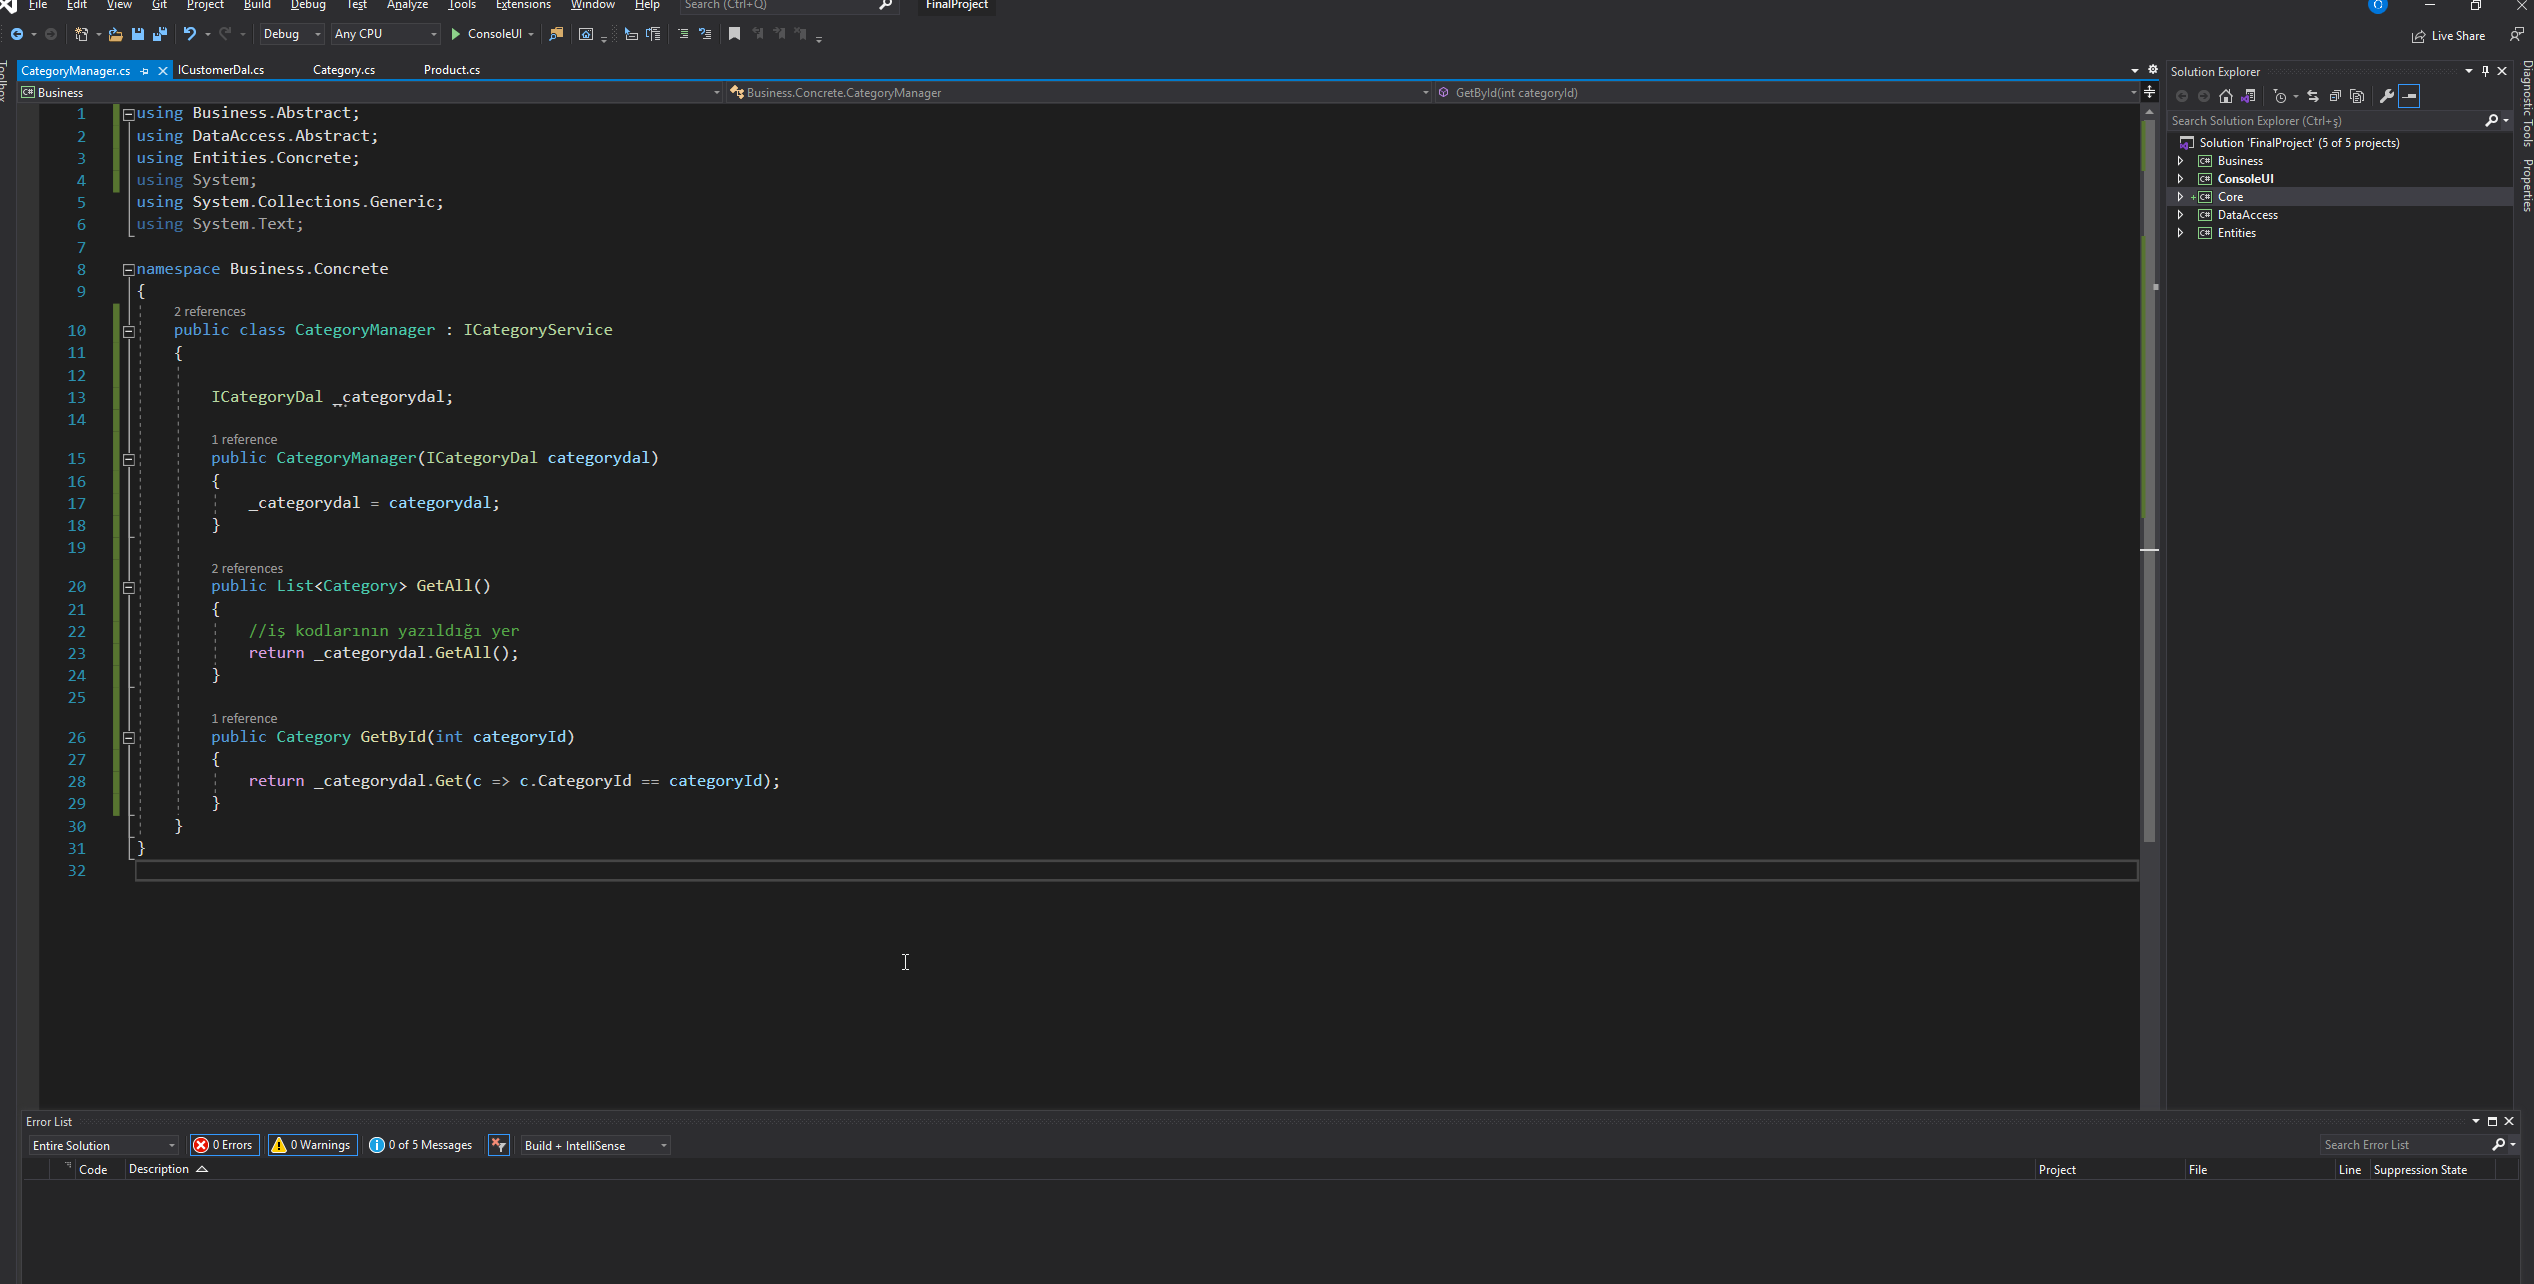 File Edit View Git Project Build Debug Test Analyze Tools Extensions Window Help Search (Ctrl+Q) FinalProject
Debug Any CPU ConsoleUI Live Share
CategoryManager.cs ICustomerDal.cs Category.cs Product.cs
Business Business.Concrete.CategoryManager GetById(int categoryId)
1 using Business.Abstract;
2 using DataAccess.Abstract;
3 using Entities.Concrete;
4 using System;
5 using System.Collections.Generic;
6 using System.Text;
7
8 namespace Business.Concrete
9 {
2 references
10 public class CategoryManager : ICategoryService
11 {
12
13 ICategoryDal _categorydal;
14
1 reference
15 public CategoryManager(ICategoryDal categorydal)
16 {
17 _categorydal = categorydal;
18 }
19
2 references
20 public List<Category> GetAll()
21 {
22 //iş kodlarının yazıldığı yer
23 return _categorydal.GetAll();
24 }
25
1 reference
26 public Category GetById(int categoryId)
27 {
28 return _categorydal.Get(c => c.CategoryId == categoryId);
29 }
30 }
31 }
32
Solution Explorer
Search Solution Explorer (Ctrl+ş)
Solution 'FinalProject' (5 of 5 projects)
Business
ConsoleUI
Core
DataAccess
Entities
Diagnostic Tools
Properties
Error List
Entire Solution 0 Errors 0 Warnings 0 of 5 Messages Build + IntelliSense Search Error List
Code Description Project File Line Suppression State